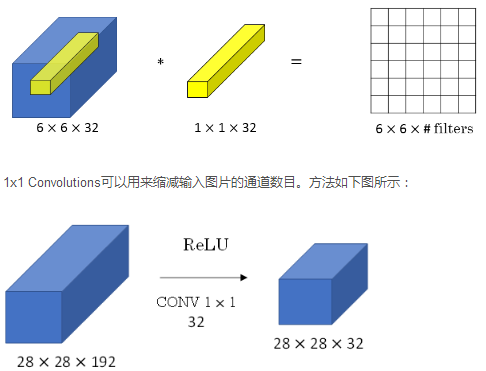 * =
6 × 6 × 32 1 × 1 × 32 6 × 6 × # filters
1x1 Convolutions可以用来缩减输入图片的通道数目。方法如下图所示：
ReLU
CONV 1 × 1
32
28 × 28 × 192
28 × 28 × 32